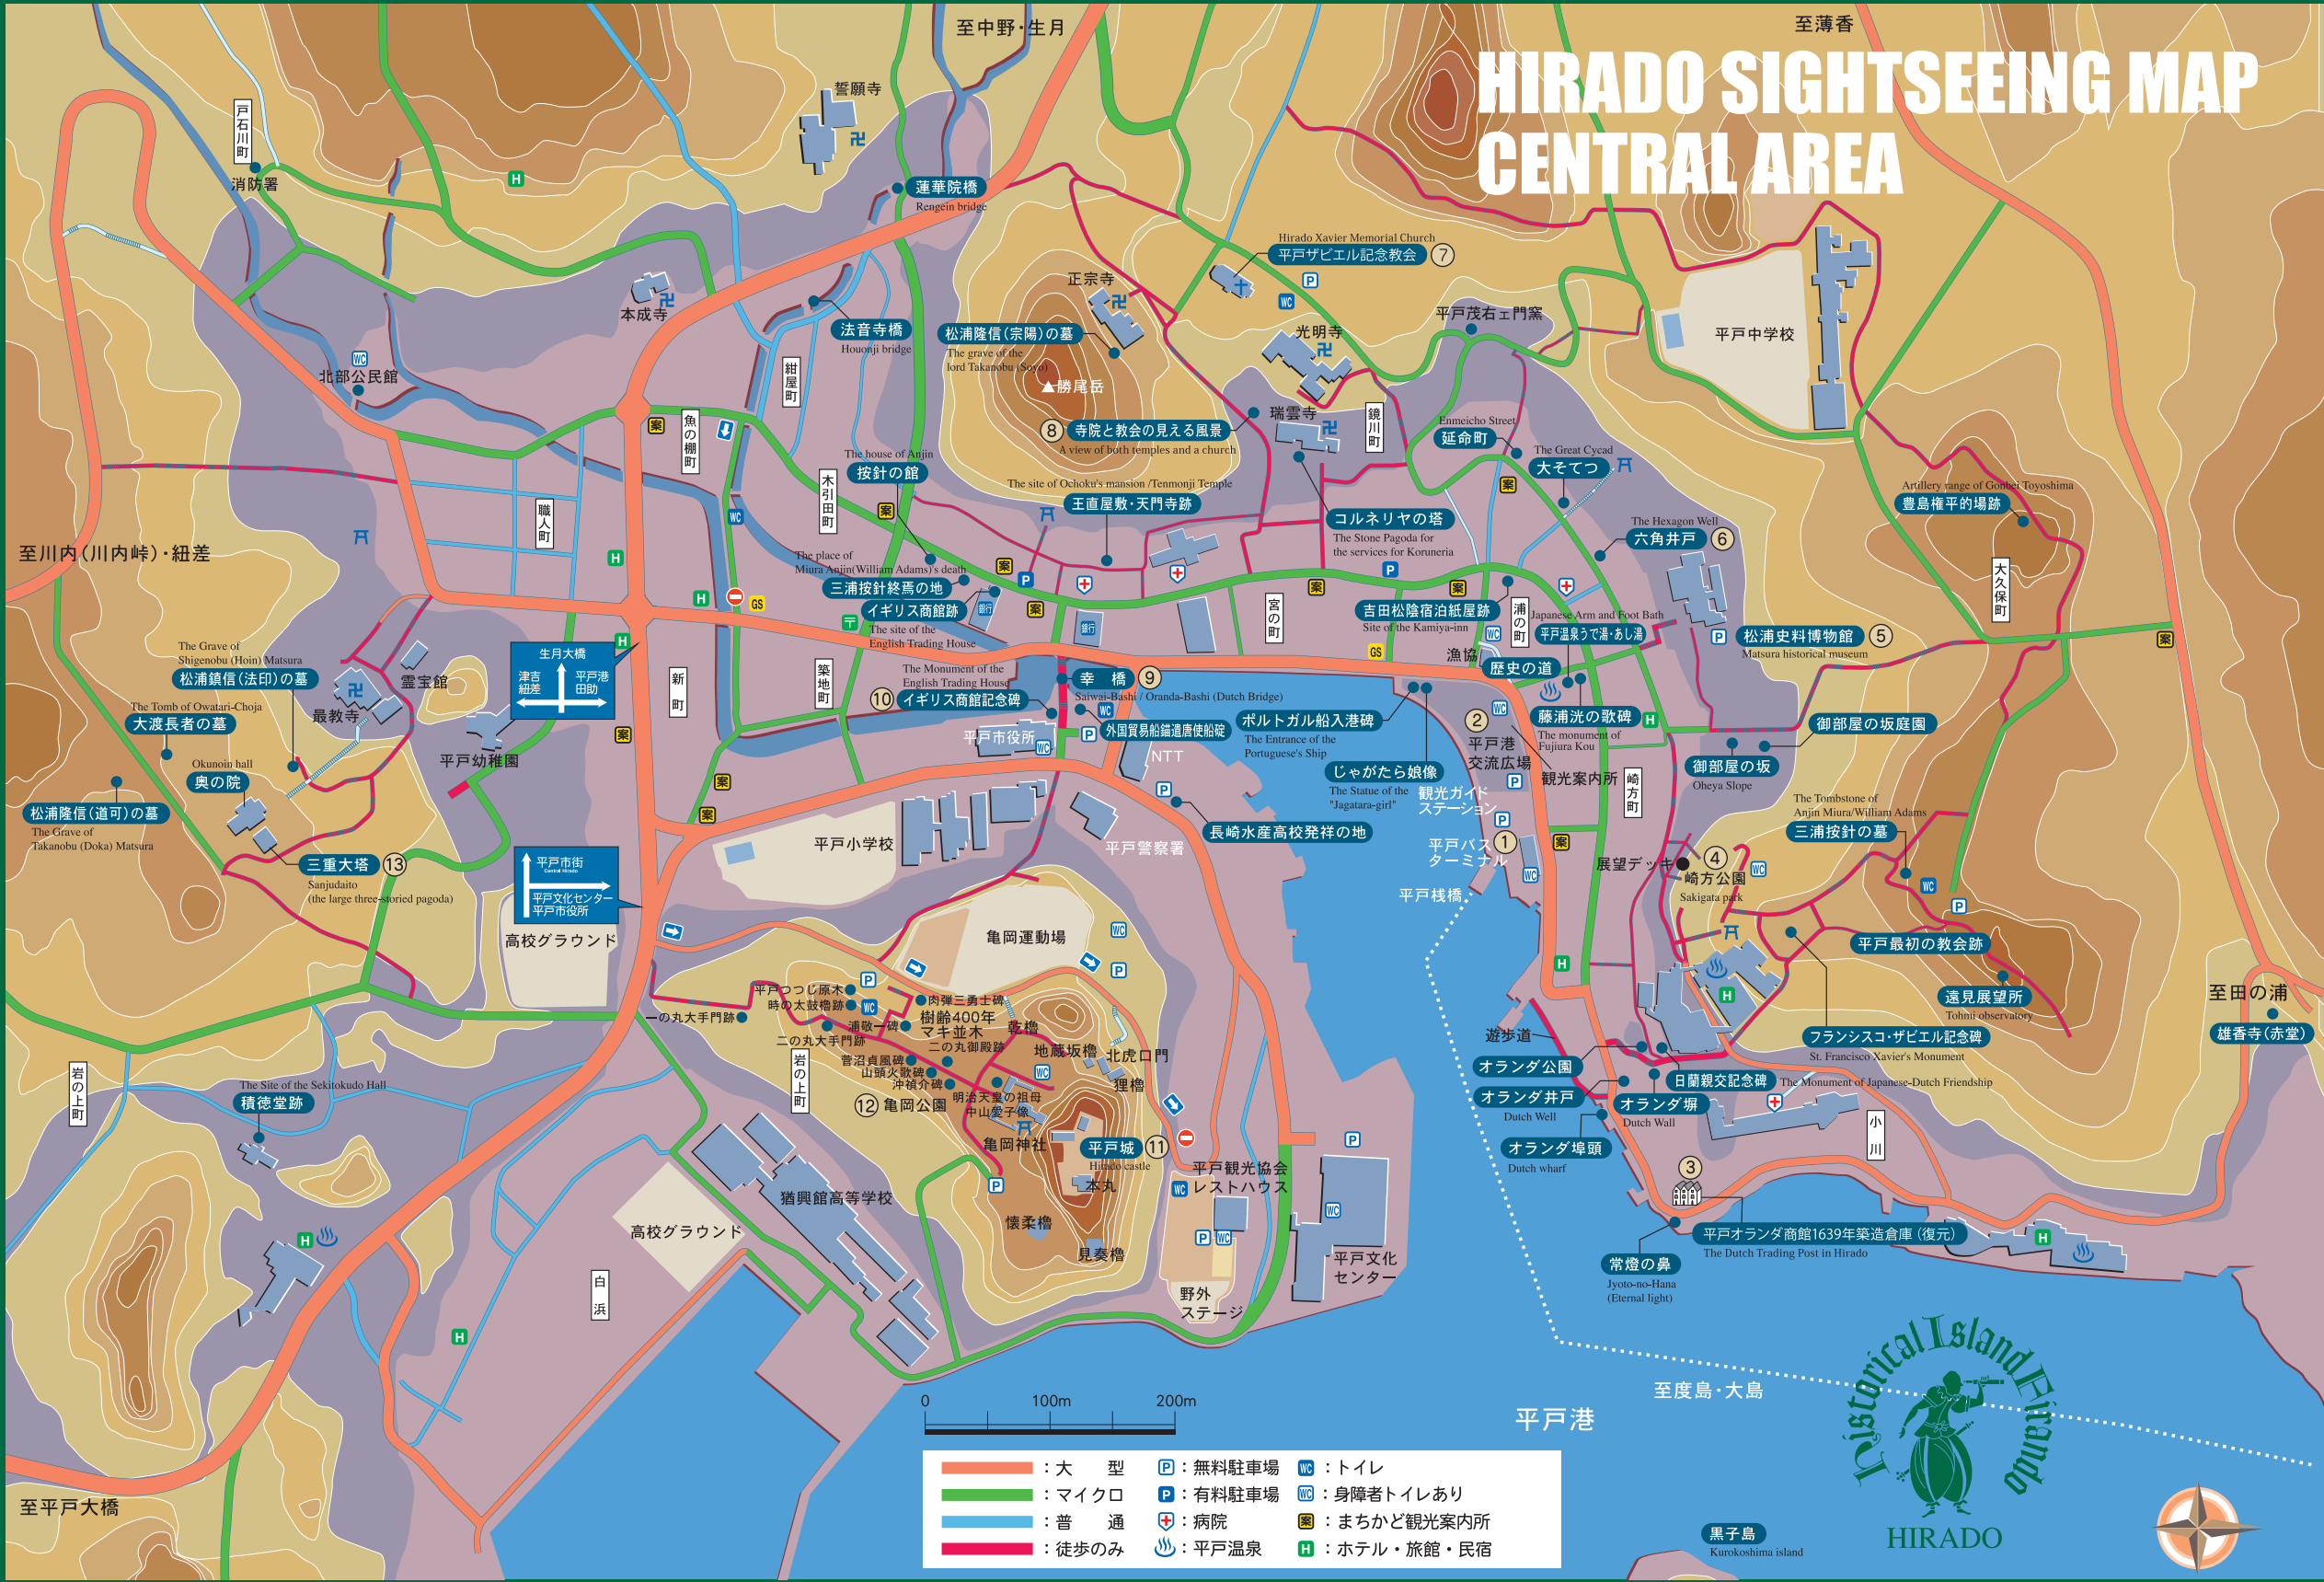 HIRADO SIGHTSEEING MAP
CENTRAL AREA
至中野・生月
至薄香
誓願寺
戸石川町
消防署
蓮華院橋
Rengein bridge
Hirado Xavier Memorial Church
平戸ザビエル記念教会 ⑦
正宗寺
本成寺
法音寺橋
Houonji bridge
松浦隆信(宗陽)の墓
The grave of the
lord Takanobu (Soyo)
▲勝尾岳
光明寺
平戸茂右ェ門窯
平戸中学校
北部公民館
紺屋町
魚の棚町
⑧ 寺院と教会の見える風景
A view of both temples and a church
瑞雲寺
鏡川町
Enmeicho Street
延命町
The Great Cycad
大そてつ
The house of Anjin
按針の館
木引田町
職人町
The site of Ochoku's mansion /Tenmonji Temple
王直屋敷・天門寺跡
コルネリヤの塔
The Stone Pagoda for
the services for Koruneria
Artillery range of Gonbei Toyoshima
豊島権平的場跡
The Hexagon Well
六角井戸 ⑥
至川内(川内峠)・紐差
The place of
Miura Anjin(William Adams)'s death
三浦按針終焉の地
イギリス商館跡
The site of the
English Trading House
銀行
銀行
宮の町
吉田松陰宿泊紙屋跡
Site of the Kamiya-inn
浦の町
Japanese Arm and Foot Bath
平戸温泉うで湯・あし湯
松浦史料博物館 ⑤
Matsura historical museum
大久保町
漁協
歴史の道
The Grave of
Shigenobu (Hoin) Matsura
松浦鎮信(法印)の墓
霊宝館
最教寺
生月大橋
津吉
紐差
平戸港
田助
新町
築地町
The Monument of the
English Trading House
⑩ イギリス商館記念碑
幸橋 ⑨
Saiwai-Bashi / Oranda-Bashi (Dutch Bridge)
外国貿易船錨遣唐使船碇
平戸市役所
NTT
ポルトガル船入港碑
The Entrance of the
Portuguese's Ship
じゃがたら娘像
The Statue of the
"Jagatara-girl"
②
平戸港
交流広場
藤浦洸の歌碑
The monument of
Fujiura Kou
観光案内所
崎方町
御部屋の坂庭園
御部屋の坂
Oheya Slope
The Tomb of Owatari-Choja
大渡長者の墓
平戸幼稚園
Okunoin hall
奥の院
松浦隆信(道可)の墓
The Grave of
Takanobu (Doka) Matsura
三重大塔 ⑬
Sanjudaito
(the large three-storied pagoda)
平戸小学校
平戸警察署
長崎水産高校発祥の地
観光ガイド
ステーション
平戸バス
ターミナル
①
平戸桟橋
展望デッキ
④
崎方公園
Sakigata park
The Tombstone of
Anjin Miura/William Adams
三浦按針の墓
平戸最初の教会跡
遠見展望所
Tohmi observatory
至田の浦
雄香寺(赤堂)
平戸市街
Central Hirado
平戸文化センター
平戸市役所
高校グラウンド
亀岡運動場
平戸つつじ原木
時の太鼓櫓跡
一の丸大手門跡
二の丸大手門跡
浦敬一碑
肉弾三勇士碑
樹齢400年
マキ並木
二の丸御殿跡
乾櫓
地蔵坂櫓
北虎口門
狸櫓
菅沼貞風碑
山頭火歌碑
沖禎介碑
⑫ 亀岡公園
明治天皇の祖母
中山愛子像
亀岡神社
平戸城 ⑪
Hirado castle
本丸
懐柔櫓
見奏櫓
岩の上町
岩の上町
The Site of the Sekitokudo Hall
積徳堂跡
猶興館高等学校
高校グラウンド
白浜
平戸観光協会
レストハウス
野外
ステージ
平戸文化
センター
遊歩道
オランダ公園
オランダ井戸
Dutch Well
オランダ埠頭
Dutch wharf
フランシスコ・ザビエル記念碑
St. Francisco Xavier's Monument
日蘭親交記念碑
The Monument of Japanese-Dutch Friendship
オランダ塀
Dutch Wall
小川
③
平戸オランダ商館1639年築造倉庫(復元)
The Dutch Trading Post in Hirado
常燈の鼻
Jyoto-no-Hana
(Eternal light)
至度島・大島
平戸港
至平戸大橋
黒子島
Kurokoshima island
Historical Island Hirado
HIRADO
0 100m 200m
:大型
:マイクロ
:普通
:徒歩のみ
P:無料駐車場
P:有料駐車場
:病院
:平戸温泉
WC:トイレ
WC:身障者トイレあり
案:まちかど観光案内所
H:ホテル・旅館・民宿